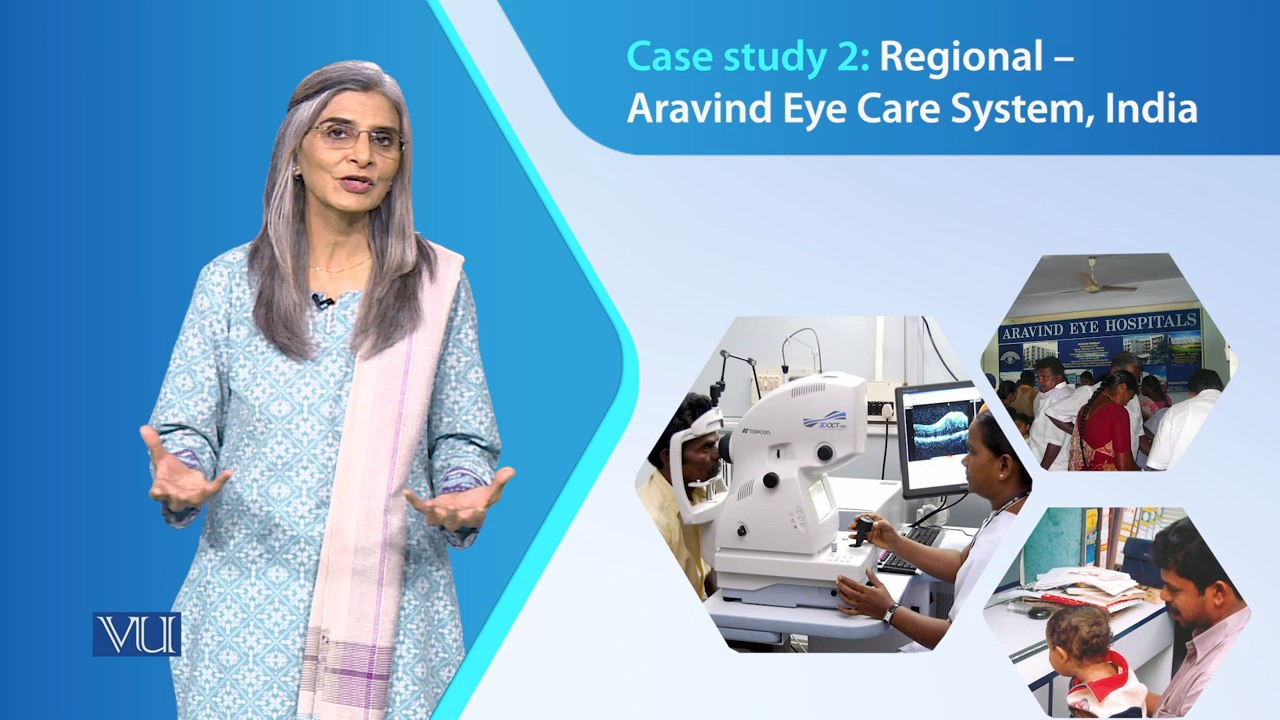 Case study 2: Regional –
Aravind Eye Care System, India
ARAVIND EYE HOSPITALS
TOPCON
3D OCT
VU